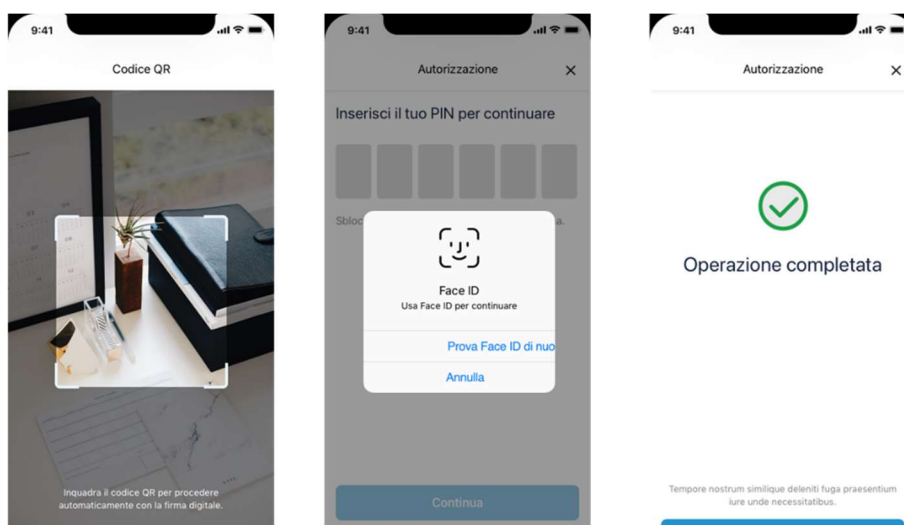 9:41
Codice QR
Inquadra il codice QR per procedere
automaticamente con la firma digitale.
9:41
Autorizzazione
Inserisci il tuo PIN per continuare
Sbloc
a.
Face ID
Usa Face ID per continuare
Prova Face ID di nuo
Annulla
Continua
9:41
Autorizzazione
Operazione completata
Tempore nostrum similique deleniti fuga praesentium
iure unde necessitatibus.